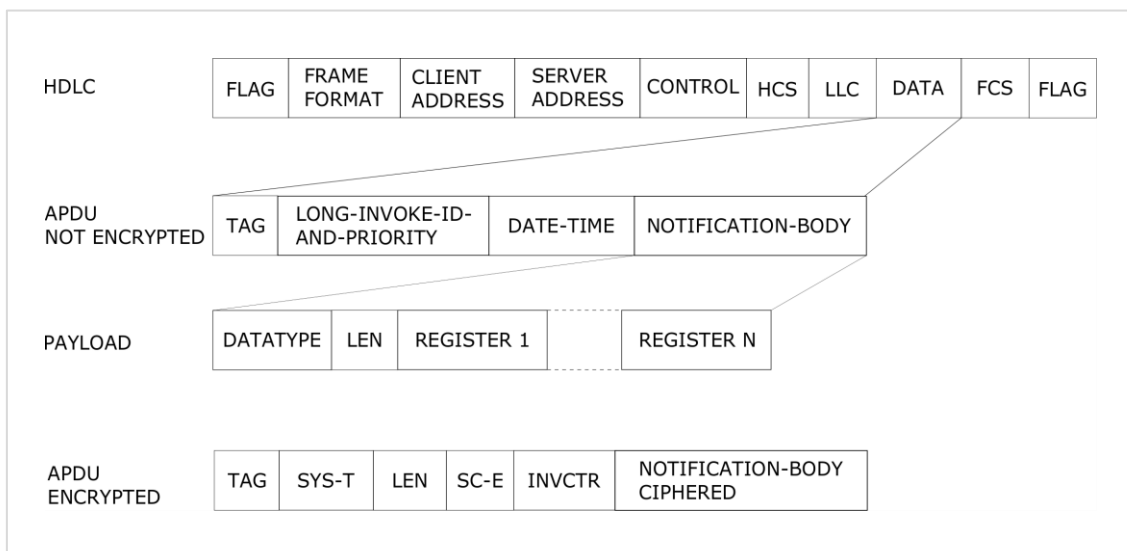 HDLC
FLAG
FRAME
FORMAT
CLIENT
ADDRESS
SERVER
ADDRESS
CONTROL
HCS
LLC
DATA
FCS
FLAG
APDU
NOT ENCRYPTED
TAG
LONG-INVOKE-ID-
AND-PRIORITY
DATE-TIME
NOTIFICATION-BODY
PAYLOAD
DATATYPE
LEN
REGISTER 1
REGISTER N
APDU
ENCRYPTED
TAG
SYS-T
LEN
SC-E
INVCTR
NOTIFICATION-BODY
CIPHERED